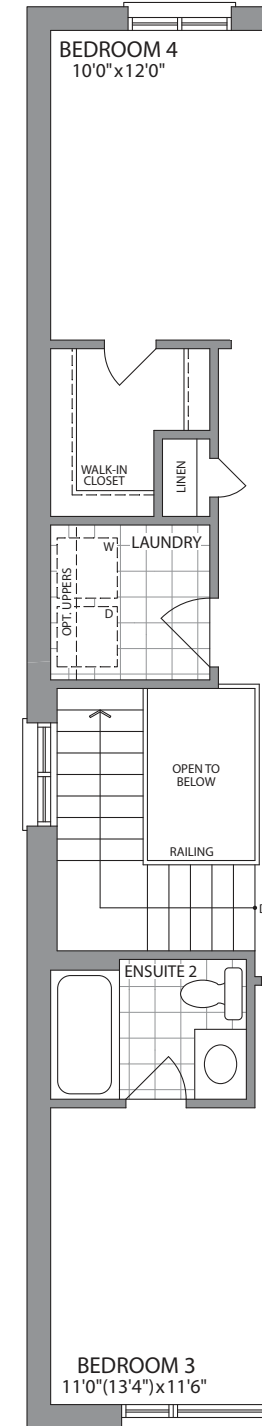 BEDROOM 4
10'0"x12'0"
WALK-IN
CLOSET
LINEN
W
LAUNDRY
OPT. UPPERS
D
OPEN TO
BELOW
RAILING
D
ENSUITE 2
BEDROOM 3
11'0"(13'4")x11'6"